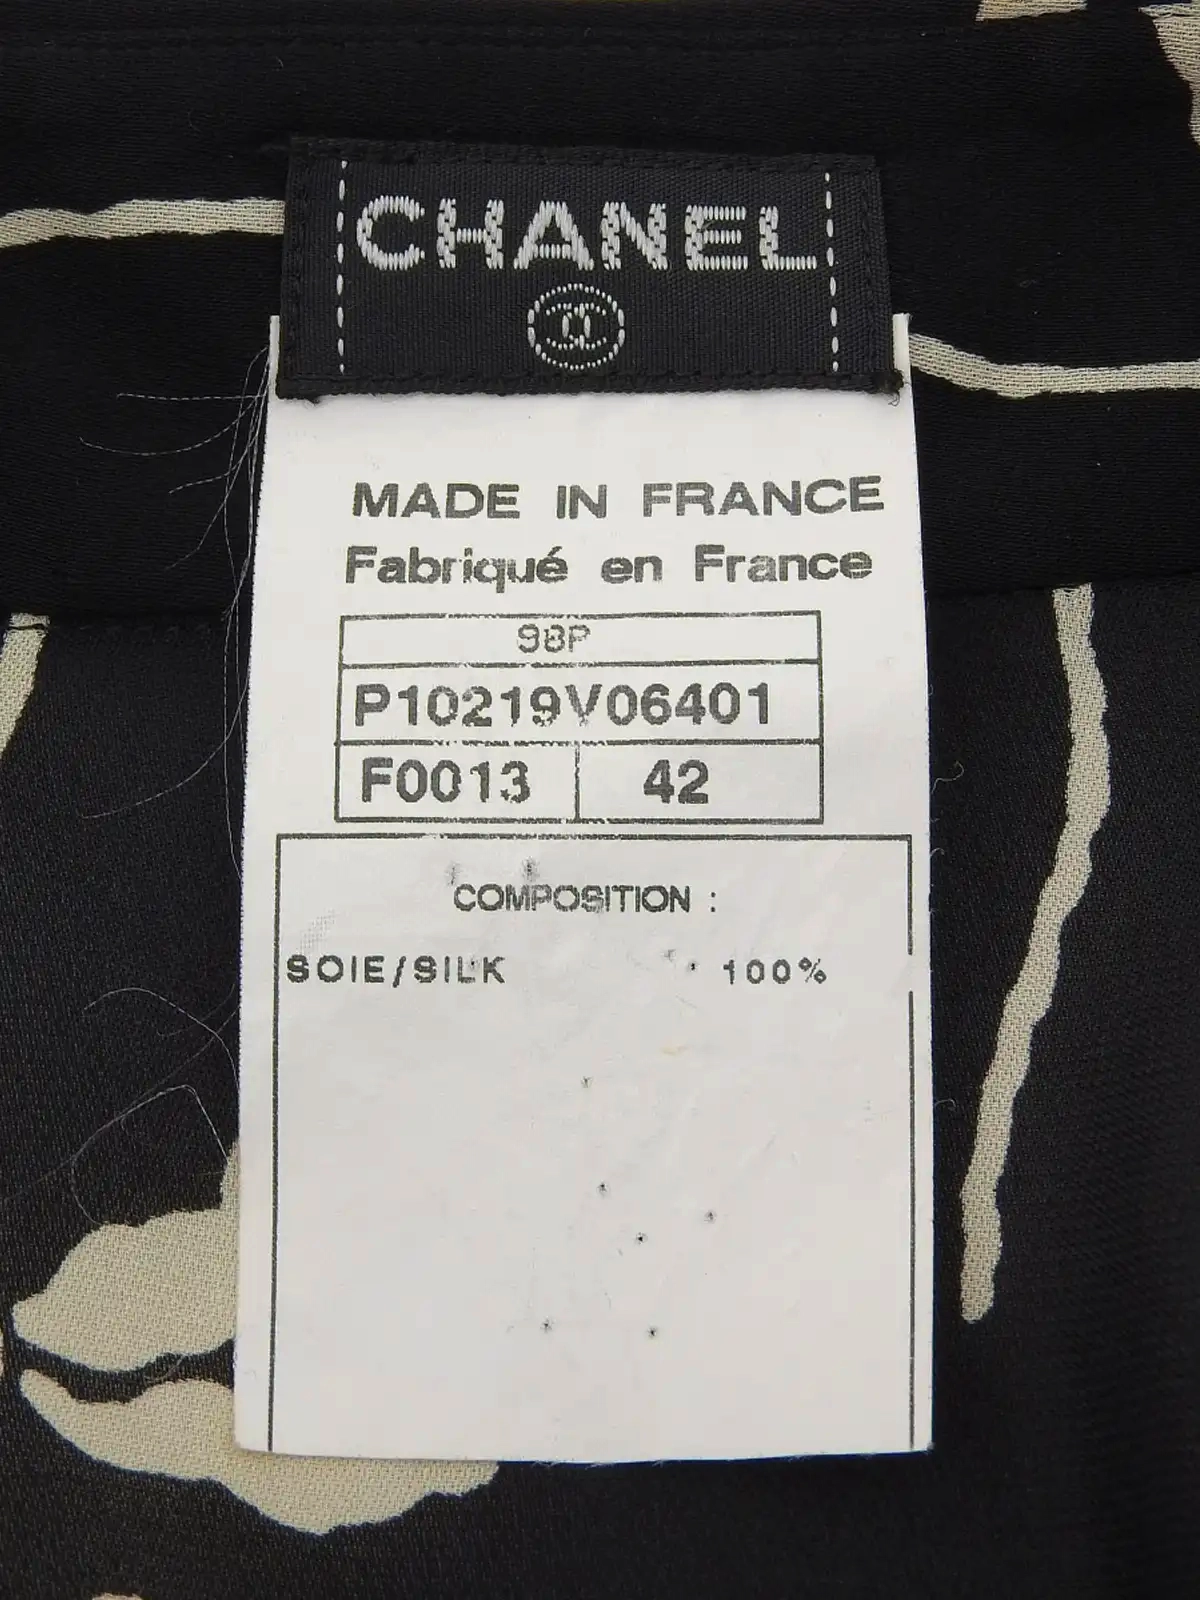 CHANEL
MADE IN FRANCE
Fabriqué en France
98P
P10219V06401
F0013 42
COMPOSITION :
SOIE/SILK 100%